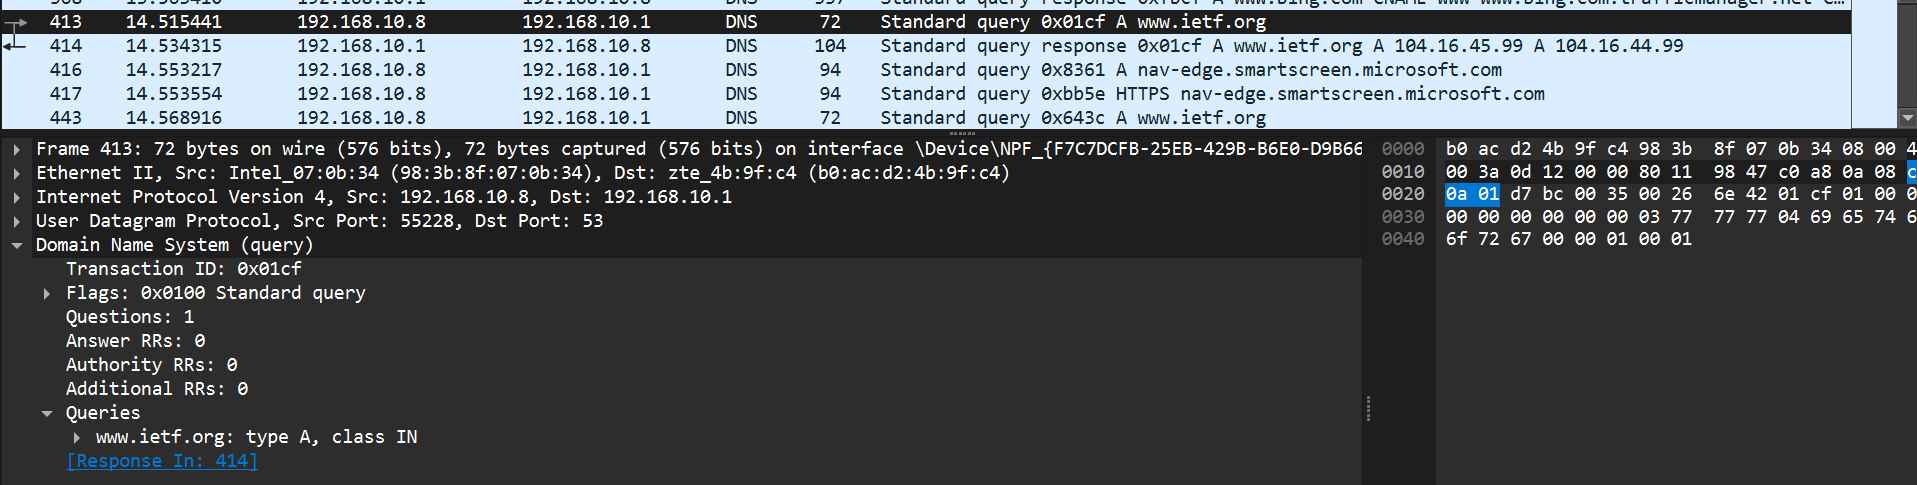 413 14.515441 192.168.10.8 192.168.10.1 DNS 72 Standard query 0x01cf A www.ietf.org
414 14.534315 192.168.10.1 192.168.10.8 DNS 104 Standard query response 0x01cf A www.ietf.org A 104.16.45.99 A 104.16.44.99
416 14.553217 192.168.10.8 192.168.10.1 DNS 94 Standard query 0x8361 A nav-edge.smartscreen.microsoft.com
417 14.553554 192.168.10.8 192.168.10.1 DNS 94 Standard query 0xbb5e HTTPS nav-edge.smartscreen.microsoft.com
443 14.568916 192.168.10.8 192.168.10.1 DNS 72 Standard query 0x643c A www.ietf.org
Frame 413: 72 bytes on wire (576 bits), 72 bytes captured (576 bits) on interface \Device\NPF_{F7C7DCFB-25EB-429B-B6E0-D9B66
Ethernet II, Src: Intel_07:0b:34 (98:3b:8f:07:0b:34), Dst: zte_4b:9f:c4 (b0:ac:d2:4b:9f:c4)
Internet Protocol Version 4, Src: 192.168.10.8, Dst: 192.168.10.1
User Datagram Protocol, Src Port: 55228, Dst Port: 53
Domain Name System (query)
Transaction ID: 0x01cf
Flags: 0x0100 Standard query
Questions: 1
Answer RRs: 0
Authority RRs: 0
Additional RRs: 0
Queries
www.ietf.org: type A, class IN
[Response In: 414]
0000 b0 ac d2 4b 9f c4 98 3b 8f 07 0b 34 08 00 4
0010 00 3a 0d 12 00 00 80 11 98 47 c0 a8 0a 08 c
0020 0a 01 d7 bc 00 35 00 26 6e 42 01 cf 01 00 0
0030 00 00 00 00 00 00 03 77 77 77 04 69 65 74 6
0040 6f 72 67 00 00 01 00 01